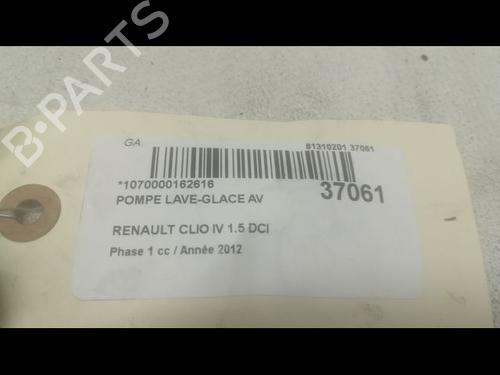 B-PARTS
GA
81310201 37061
*1070000162616
37061
POMPE LAVE-GLACE AV
RENAULT CLIO IV 1.5 DCI
Phase 1 cc / Année 2012